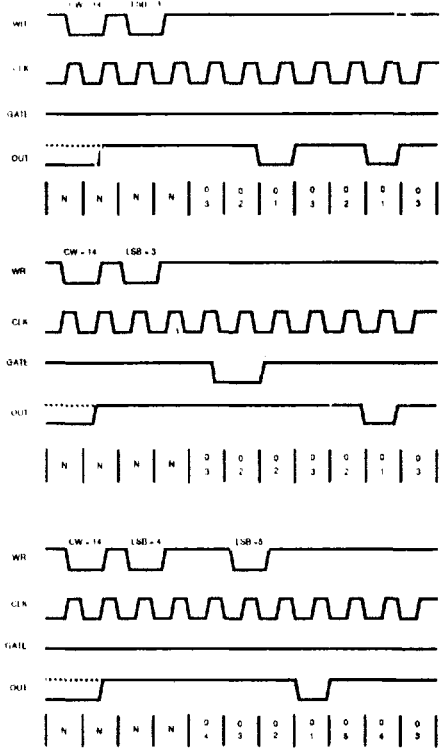 CW = 14 LSB = 3
WR
CLK
GATE
OUT
N N N N 0 0 0 0 0 0 0
3 2 1 3 2 1 3
CW = 14 LSB = 3
WR
CLK
GATE
OUT
N N N N 0 0 0 0 0 0 0
3 2 2 3 2 1 3
CW = 14 LSB = 4 LSB = 5
WR
CLK
GATE
OUT
N N N N 0 0 0 0 0 0 0
4 3 2 1 5 4 3